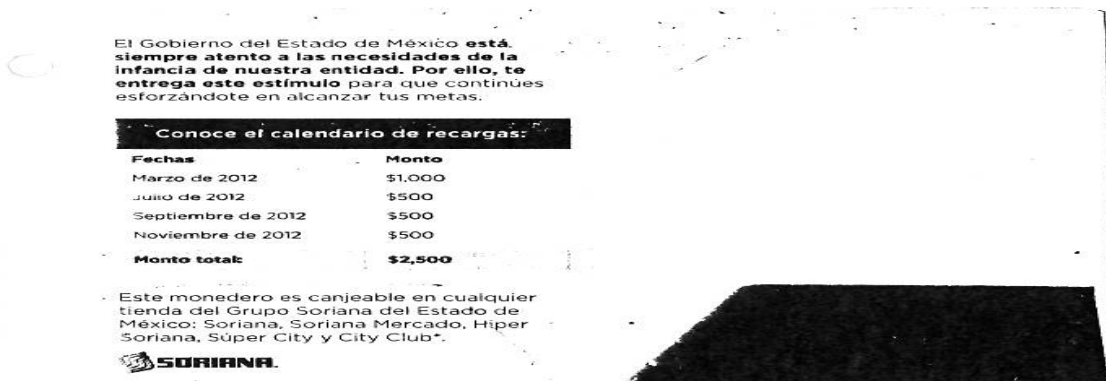 El Gobierno del Estado de México está
siempre atento a las necesidades de la
infancia de nuestra entidad. Por ello, te
entrega este estímulo para que continúes
esforzándote en alcanzar tus metas.
Conoce el calendario de recargas:
Fechas Monto
Marzo de 2012 $1,000
Julio de 2012 $500
Septiembre de 2012 $500
Noviembre de 2012 $500
Monto total: $2,500
Este monedero es canjeable en cualquier
tienda del Grupo Soriana del Estado de
México: Soriana, Soriana Mercado, Hiper
Soriana, Súper City y City Club*.
SORIANA.